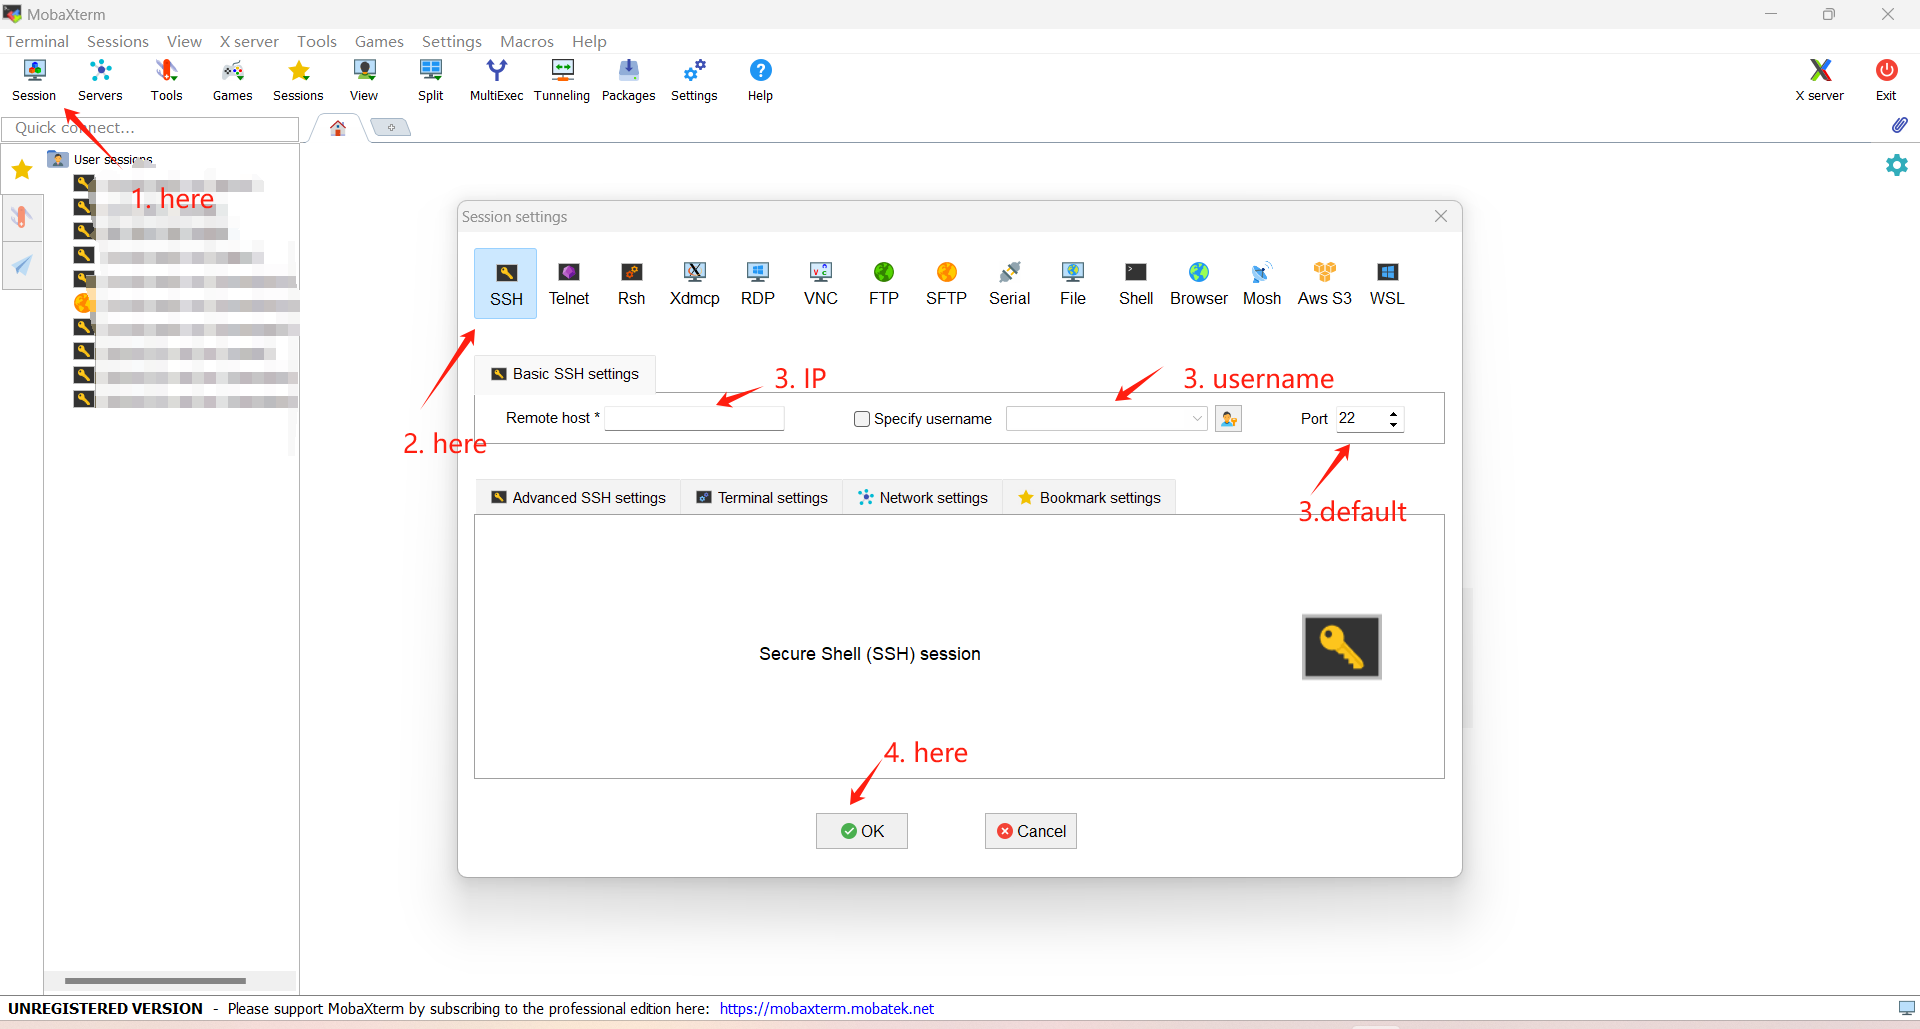 MobaXterm
Terminal Sessions View X server Tools Games Settings Macros Help
Session Servers Tools Games Sessions View Split MultiExec Tunneling Packages Settings Help X server Exit
Quick connect...
User sessions
1. here
Session settings
SSH Telnet Rsh Xdmcp RDP VNC FTP SFTP Serial File Shell Browser Mosh Aws S3 WSL
Basic SSH settings
3. IP
3. username
Remote host * Specify username Port 22
2. here
Advanced SSH settings Terminal settings Network settings Bookmark settings
3.default
Secure Shell (SSH) session
4. here
OK Cancel
UNREGISTERED VERSION - Please support MobaXterm by subscribing to the professional edition here: https://mobaxterm.mobatek.net